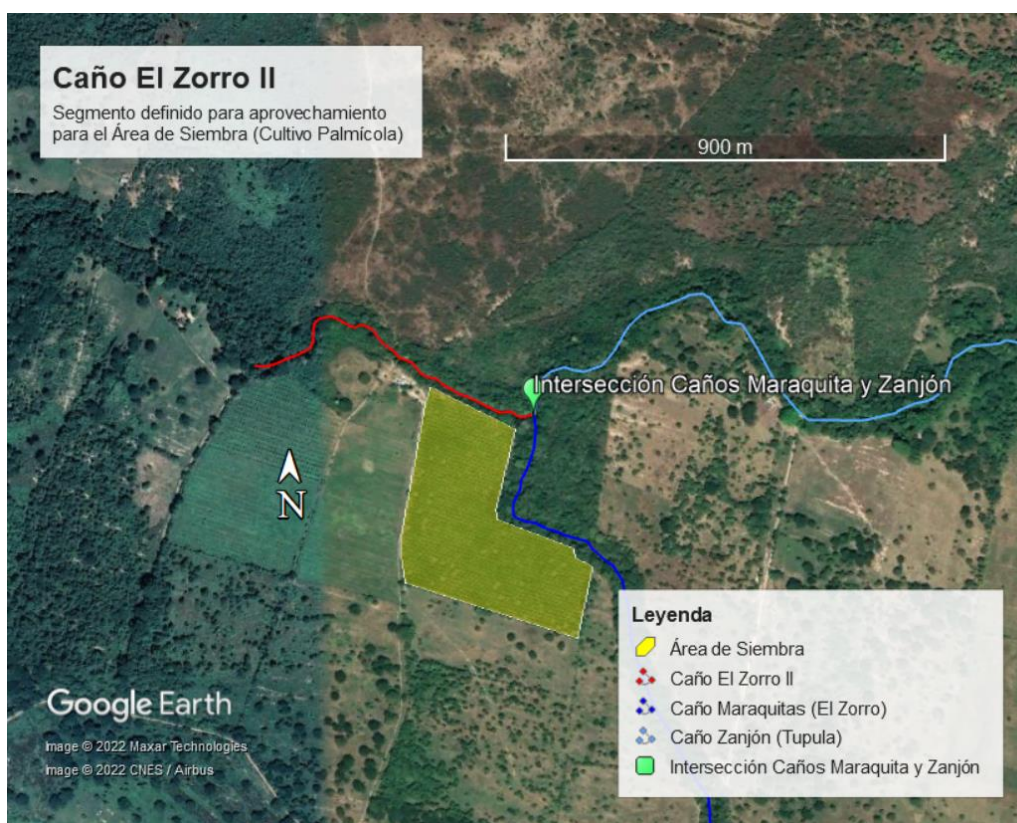 Caño El Zorro II
Segmento definido para aprovechamiento
para el Área de Siembra (Cultivo Palmícola)
900 m
Intersección Caños Maraquita y Zanjón
N
Leyenda
Área de Siembra
Caño El Zorro II
Caño Maraquitas (El Zorro)
Caño Zanjón (Tupula)
Intersección Caños Maraquita y Zanjón
Google Earth
Image © 2022 Maxar Technologies
Image © 2022 CNES / Airbus